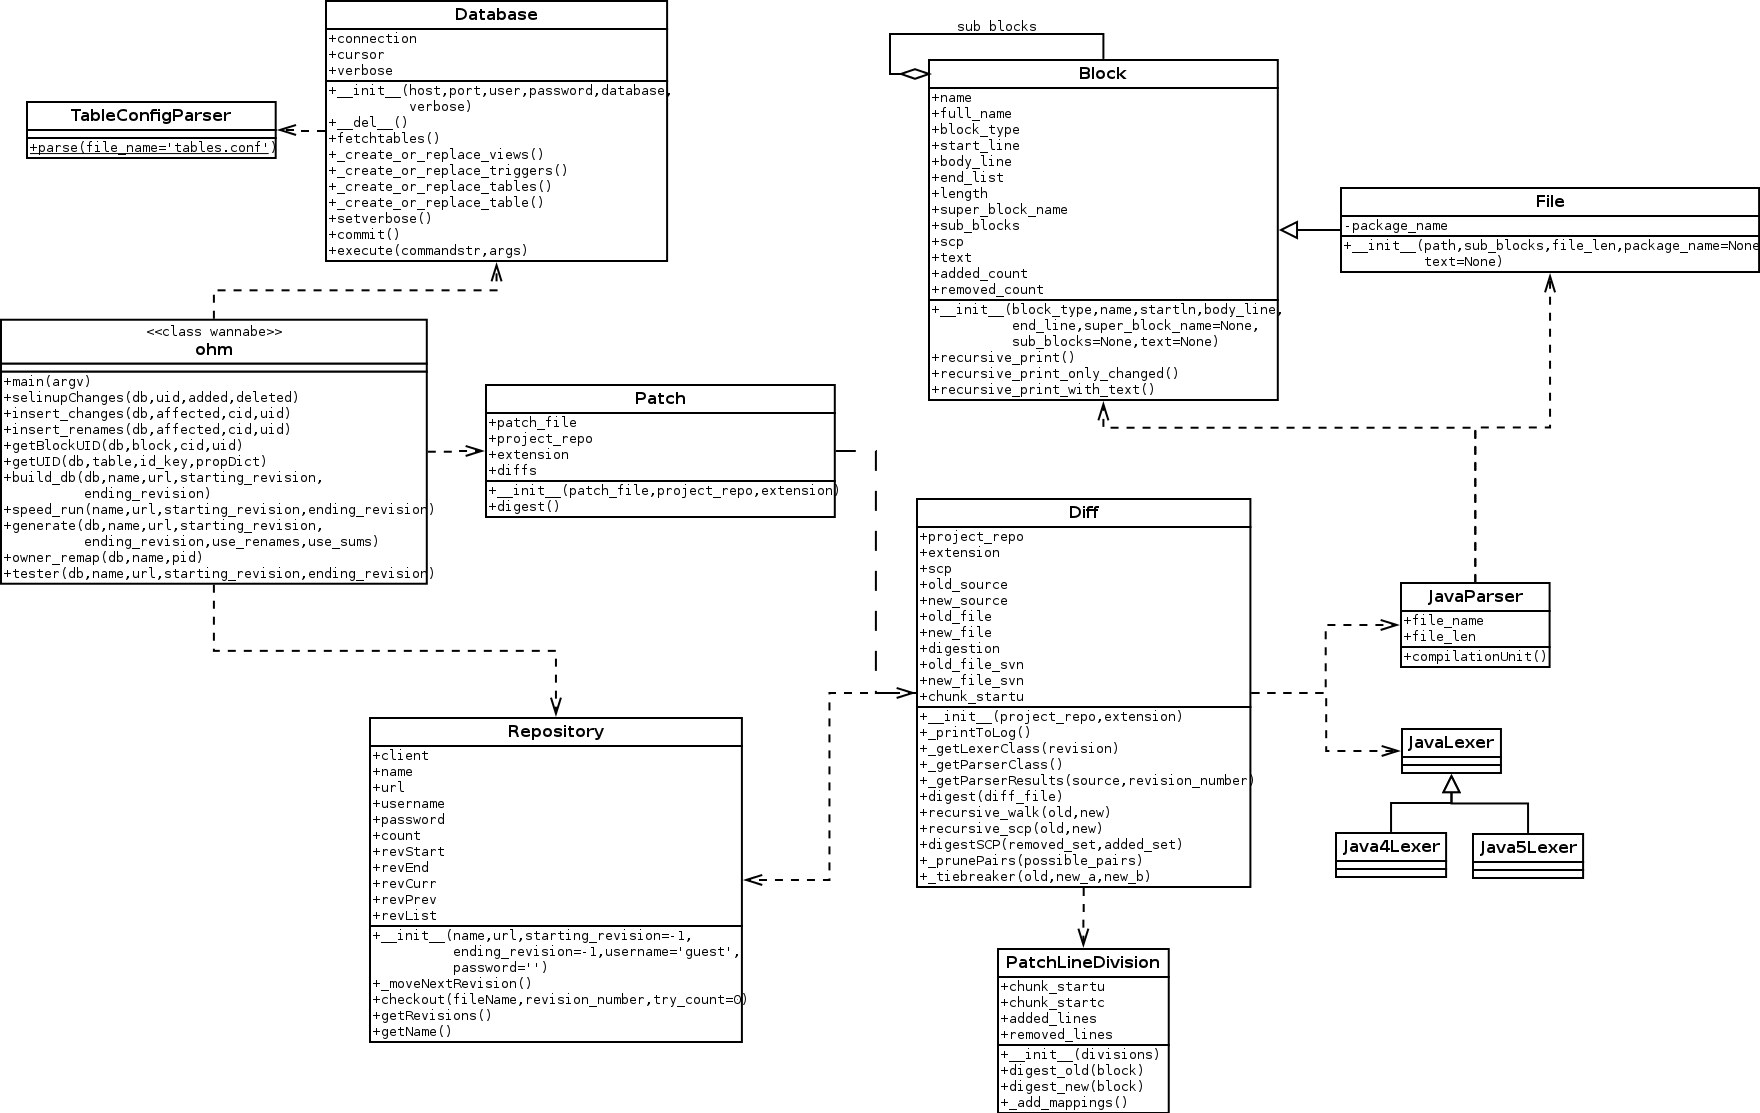 Database
+connection
+cursor
+verbose
+__init__(host,port,user,password,database,
verbose)
+__del__()
+fetchtables()
+_create_or_replace_views()
+_create_or_replace_triggers()
+_create_or_replace_tables()
+_create_or_replace_table()
+setverbose()
+commit()
+execute(commandstr,args)
TableConfigParser
+parse(file_name='tables.conf')
sub blocks
Block
+name
+full_name
+block_type
+start_line
+body_line
+end_list
+length
+super_block_name
+sub_blocks
+scp
+text
+added_count
+removed_count
+__init__(block_type,name,startln,body_line,
end_line,super_block_name=None,
sub_blocks=None,text=None)
+recursive_print()
+recursive_print_only_changed()
+recursive_print_with_text()
File
-package_name
+__init__(path,sub_blocks,file_len,package_name=None
text=None)
<<class wannabe>>
ohm
+main(argv)
+selinupChanges(db,uid,added,deleted)
+insert_changes(db,affected,cid,uid)
+insert_renames(db,affected,cid,uid)
+getBlockUID(db,block,cid,uid)
+getUID(db,table,id_key,propDict)
+build_db(db,name,url,starting_revision,
ending_revision)
+speed_run(name,url,starting_revision,ending_revision)
+generate(db,name,url,starting_revision,
ending_revision,use_renames,use_sums)
+owner_remap(db,name,pid)
+tester(db,name,url,starting_revision,ending_revision)
Patch
+patch_file
+project_repo
+extension
+diffs
+__init__(patch_file,project_repo,extension)
+digest()
Diff
+project_repo
+extension
+scp
+old_source
+new_source
+old_file
+new_file
+digestion
+old_file_svn
+new_file_svn
+chunk_startu
+__init__(project_repo,extension)
+_printToLog()
+_getLexerClass(revision)
+_getParserClass()
+_getParserResults(source,revision_number)
+digest(diff_file)
+recursive_walk(old,new)
+recursive_scp(old,new)
+digestSCP(removed_set,added_set)
+_prunePairs(possible_pairs)
+_tiebreaker(old,new_a,new_b)
JavaParser
+file_name
+file_len
+compilationUnit()
JavaLexer
Java4Lexer
Java5Lexer
Repository
+client
+name
+url
+username
+password
+count
+revStart
+revEnd
+revCurr
+revPrev
+revList
+__init__(name,url,starting_revision=-1,
ending_revision=-1,username='guest',
password='')
+_moveNextRevision()
+checkout(fileName,revision_number,try_count=0)
+getRevisions()
+getName()
PatchLineDivision
+chunk_startu
+chunk_startc
+added_lines
+removed_lines
+__init__(divisions)
+digest_old(block)
+digest_new(block)
+_add_mappings()